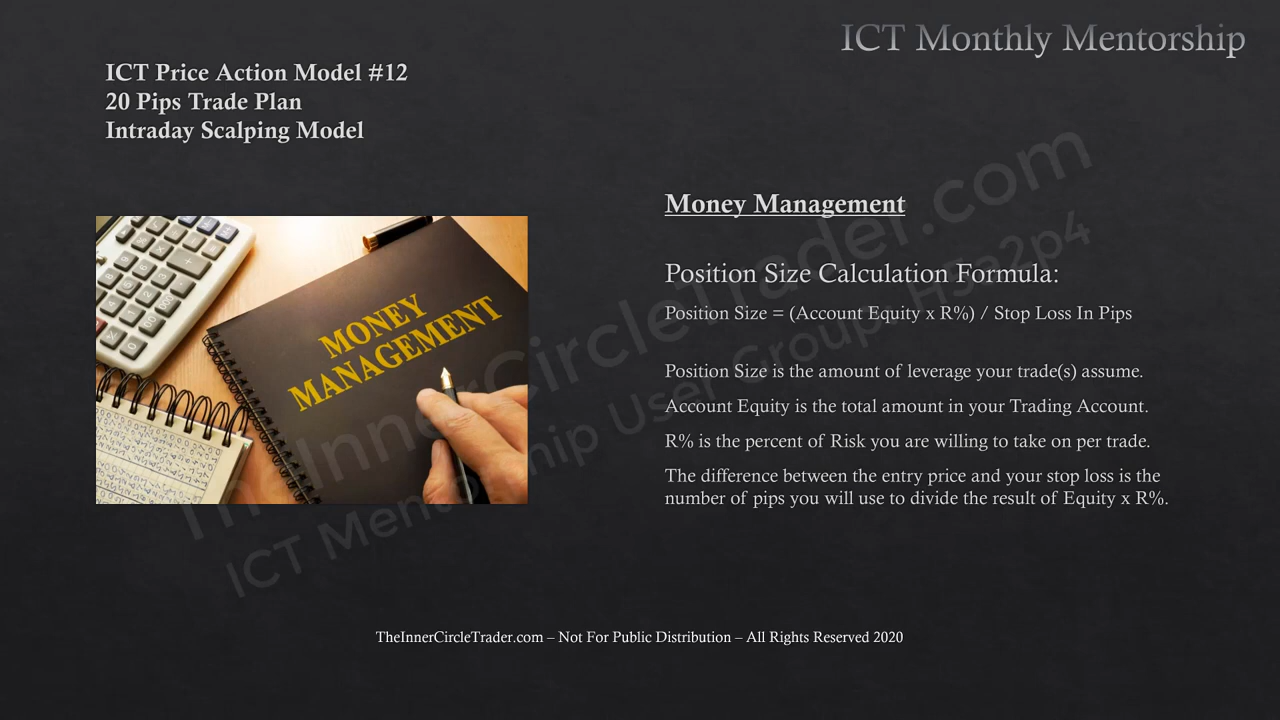 ICT Monthly Mentorship
ICT Price Action Model #12
20 Pips Trade Plan
Intraday Scalping Model
MONEY
MANAGEMENT
Money Management
Position Size Calculation Formula:
Position Size = (Account Equity x R%) / Stop Loss In Pips
Position Size is the amount of leverage your trade(s) assume.
Account Equity is the total amount in your Trading Account.
R% is the percent of Risk you are willing to take on per trade.
The difference between the entry price and your stop loss is the
number of pips you will use to divide the result of Equity x R%.
TheInnerCircleTrader.com
ICT Mentorship User Group
TheInnerCircleTrader.com – Not For Public Distribution – All Rights Reserved 2020